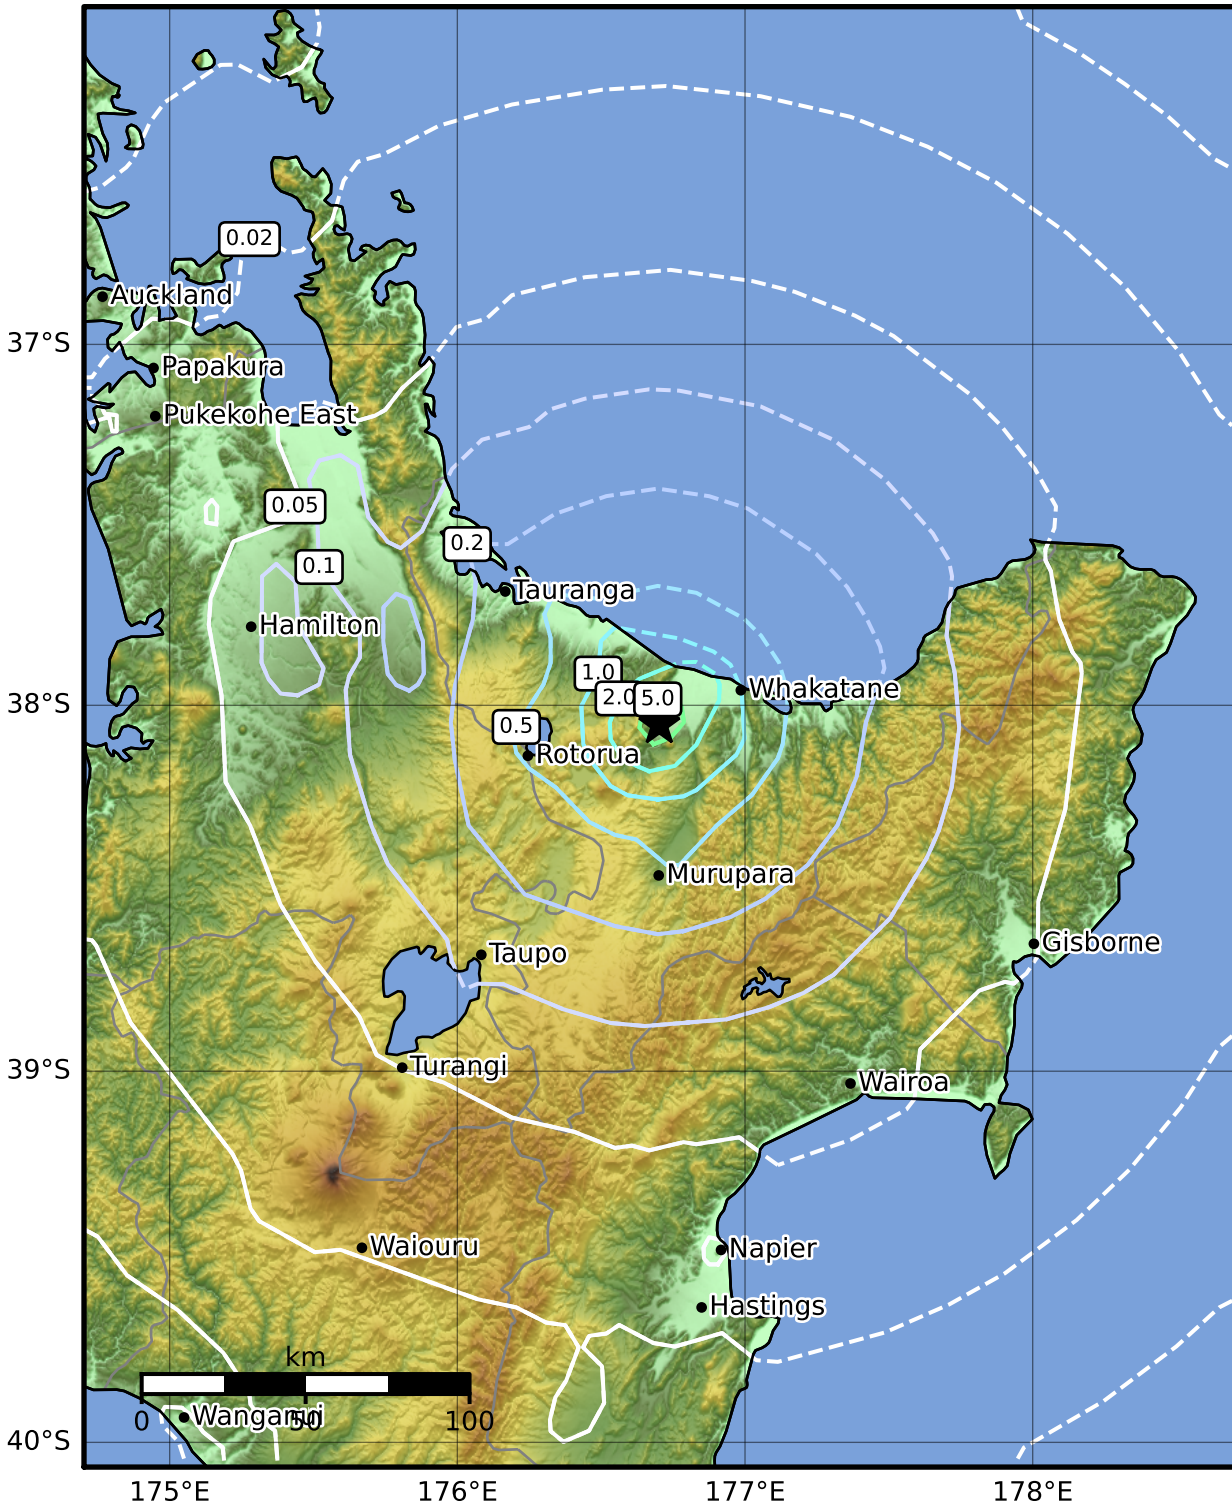 0.02
Auckland
37°S
Papakura
Pukekohe East
0.05
0.2
0.1
Tauranga
Hamilton
1.0
Whakatane
2.0
5.0
38°S
0.5
Rotorua
Murupara
Gisborne
Taupo
39°S
Turangi
Wairoa
Waiouru
Napier
Hastings
km
0
50
100
Wanganui
40°S
175°E
176°E
177°E
178°E